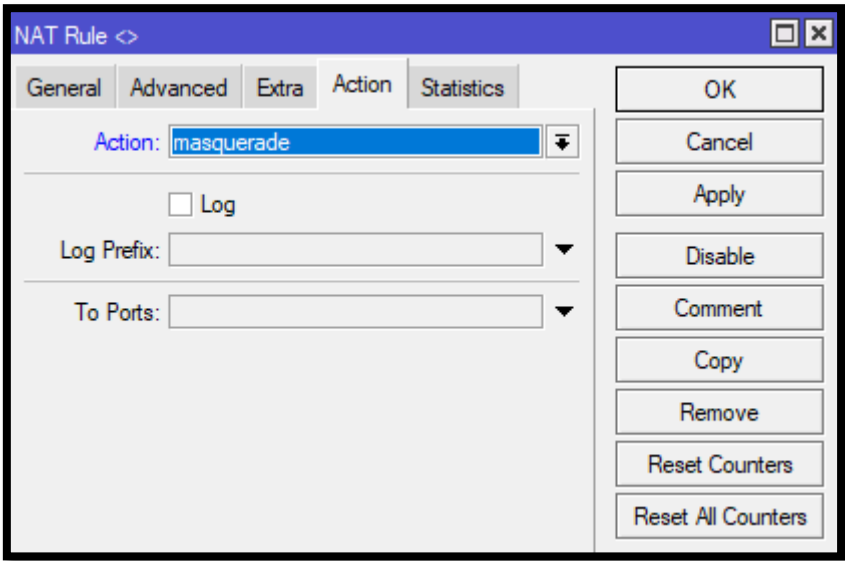 NAT Rule <>
General Advanced Extra Action Statistics
Action: masquerade
Log
Log Prefix:
To Ports:
OK
Cancel
Apply
Disable
Comment
Copy
Remove
Reset Counters
Reset All Counters